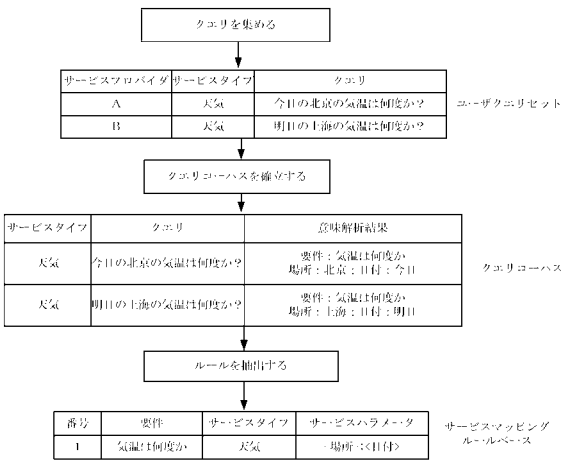 クエリを集める
サービスプロバイダ サービスタイプ クエリ
A 天気 今日の北京の気温は何度か？
B 天気 明日の上海の気温は何度か？
ユーザクエリセット
クエリコーパスを確立する
サービスタイプ クエリ 意味解析結果
天気 今日の北京の気温は何度か？ 要件：気温は何度か
場所：北京；日付：今日
天気 明日の上海の気温は何度か？ 要件：気温は何度か
場所：上海；日付：明日
クエリコーパス
ルールを抽出する
番号 要件 サービスタイプ サービスパラメータ
1 気温は何度か 天気 <場所><日付>
サービスマッピング
ルールベース